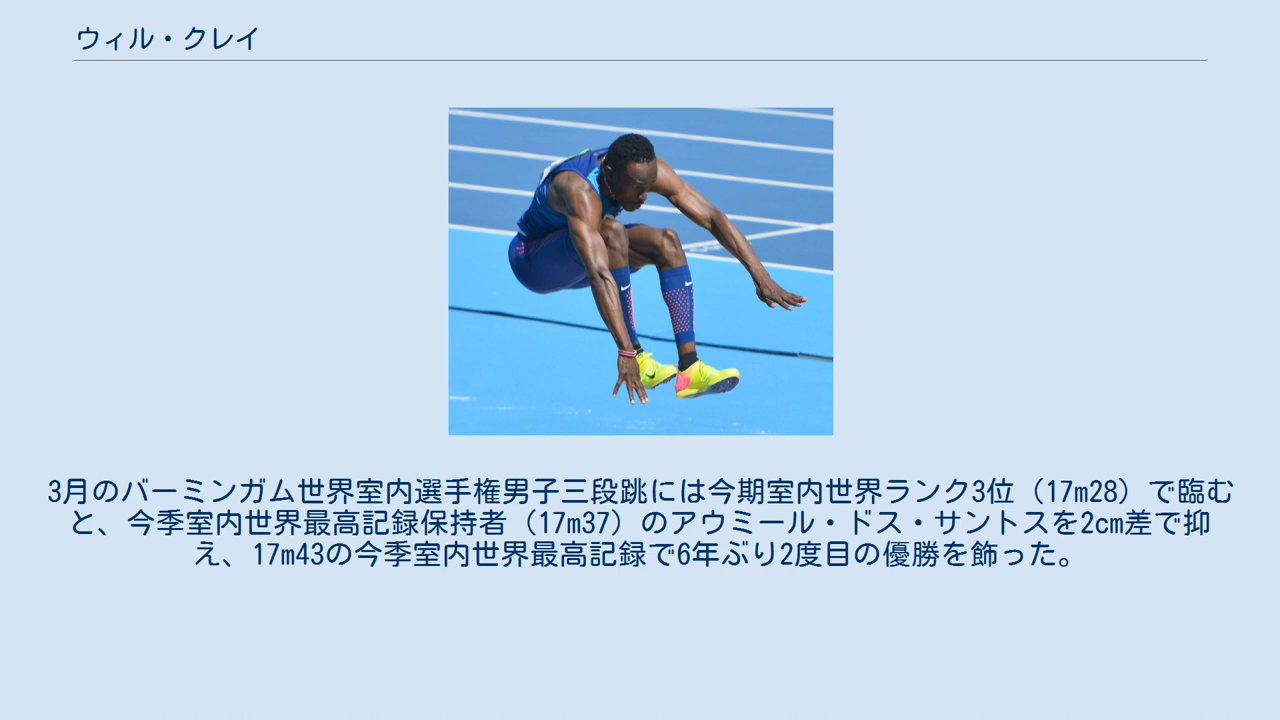 ウィル・クレイ
3月のバーミンガム世界室内選手権男子三段跳には今期室内世界ランク3位（17m28）で臨む
と、今季室内世界最高記録保持者（17m37）のアウミール・ドス・サントスを2cm差で抑
え、17m43の今季室内世界最高記録で6年ぶり2度目の優勝を飾った。